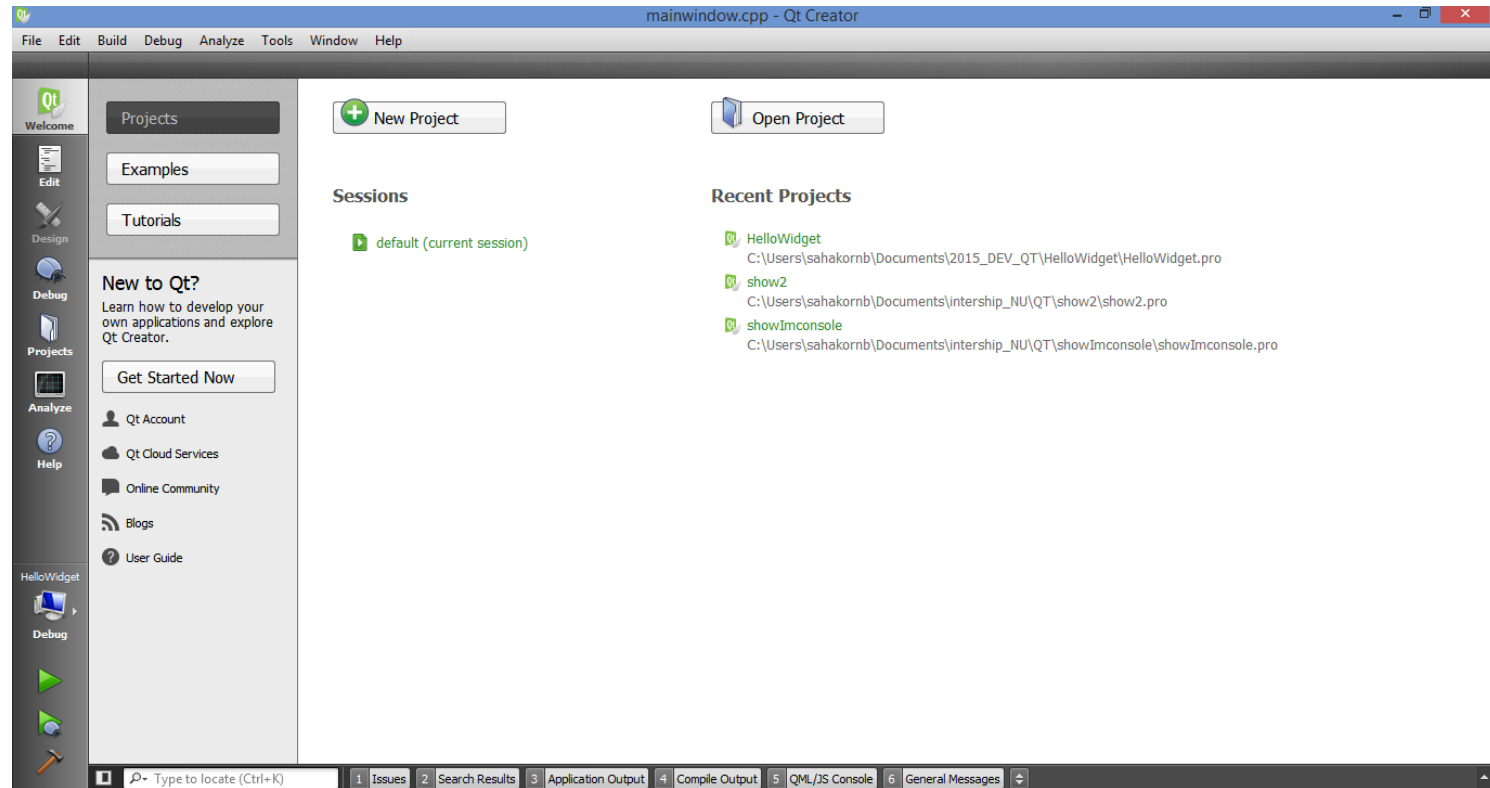 mainwindow.cpp - Qt Creator
File Edit Build Debug Analyze Tools Window Help
Qt
Welcome
Edit
Design
Debug
Projects
Analyze
Help
HelloWidget
Debug
Projects
Examples
Tutorials
New to Qt?
Learn how to develop your
own applications and explore
Qt Creator.
Get Started Now
Qt Account
Qt Cloud Services
Online Community
Blogs
User Guide
New Project
Sessions
default (current session)
Open Project
Recent Projects
HelloWidget
C:\Users\sahakornb\Documents\2015_DEV_QT\HelloWidget\HelloWidget.pro
show2
C:\Users\sahakornb\Documents\intership_NU\QT\show2\show2.pro
showImconsole
C:\Users\sahakornb\Documents\intership_NU\QT\showImconsole\showImconsole.pro
Type to locate (Ctrl+K)
1 Issues 2 Search Results 3 Application Output 4 Compile Output 5 QML/JS Console 6 General Messages